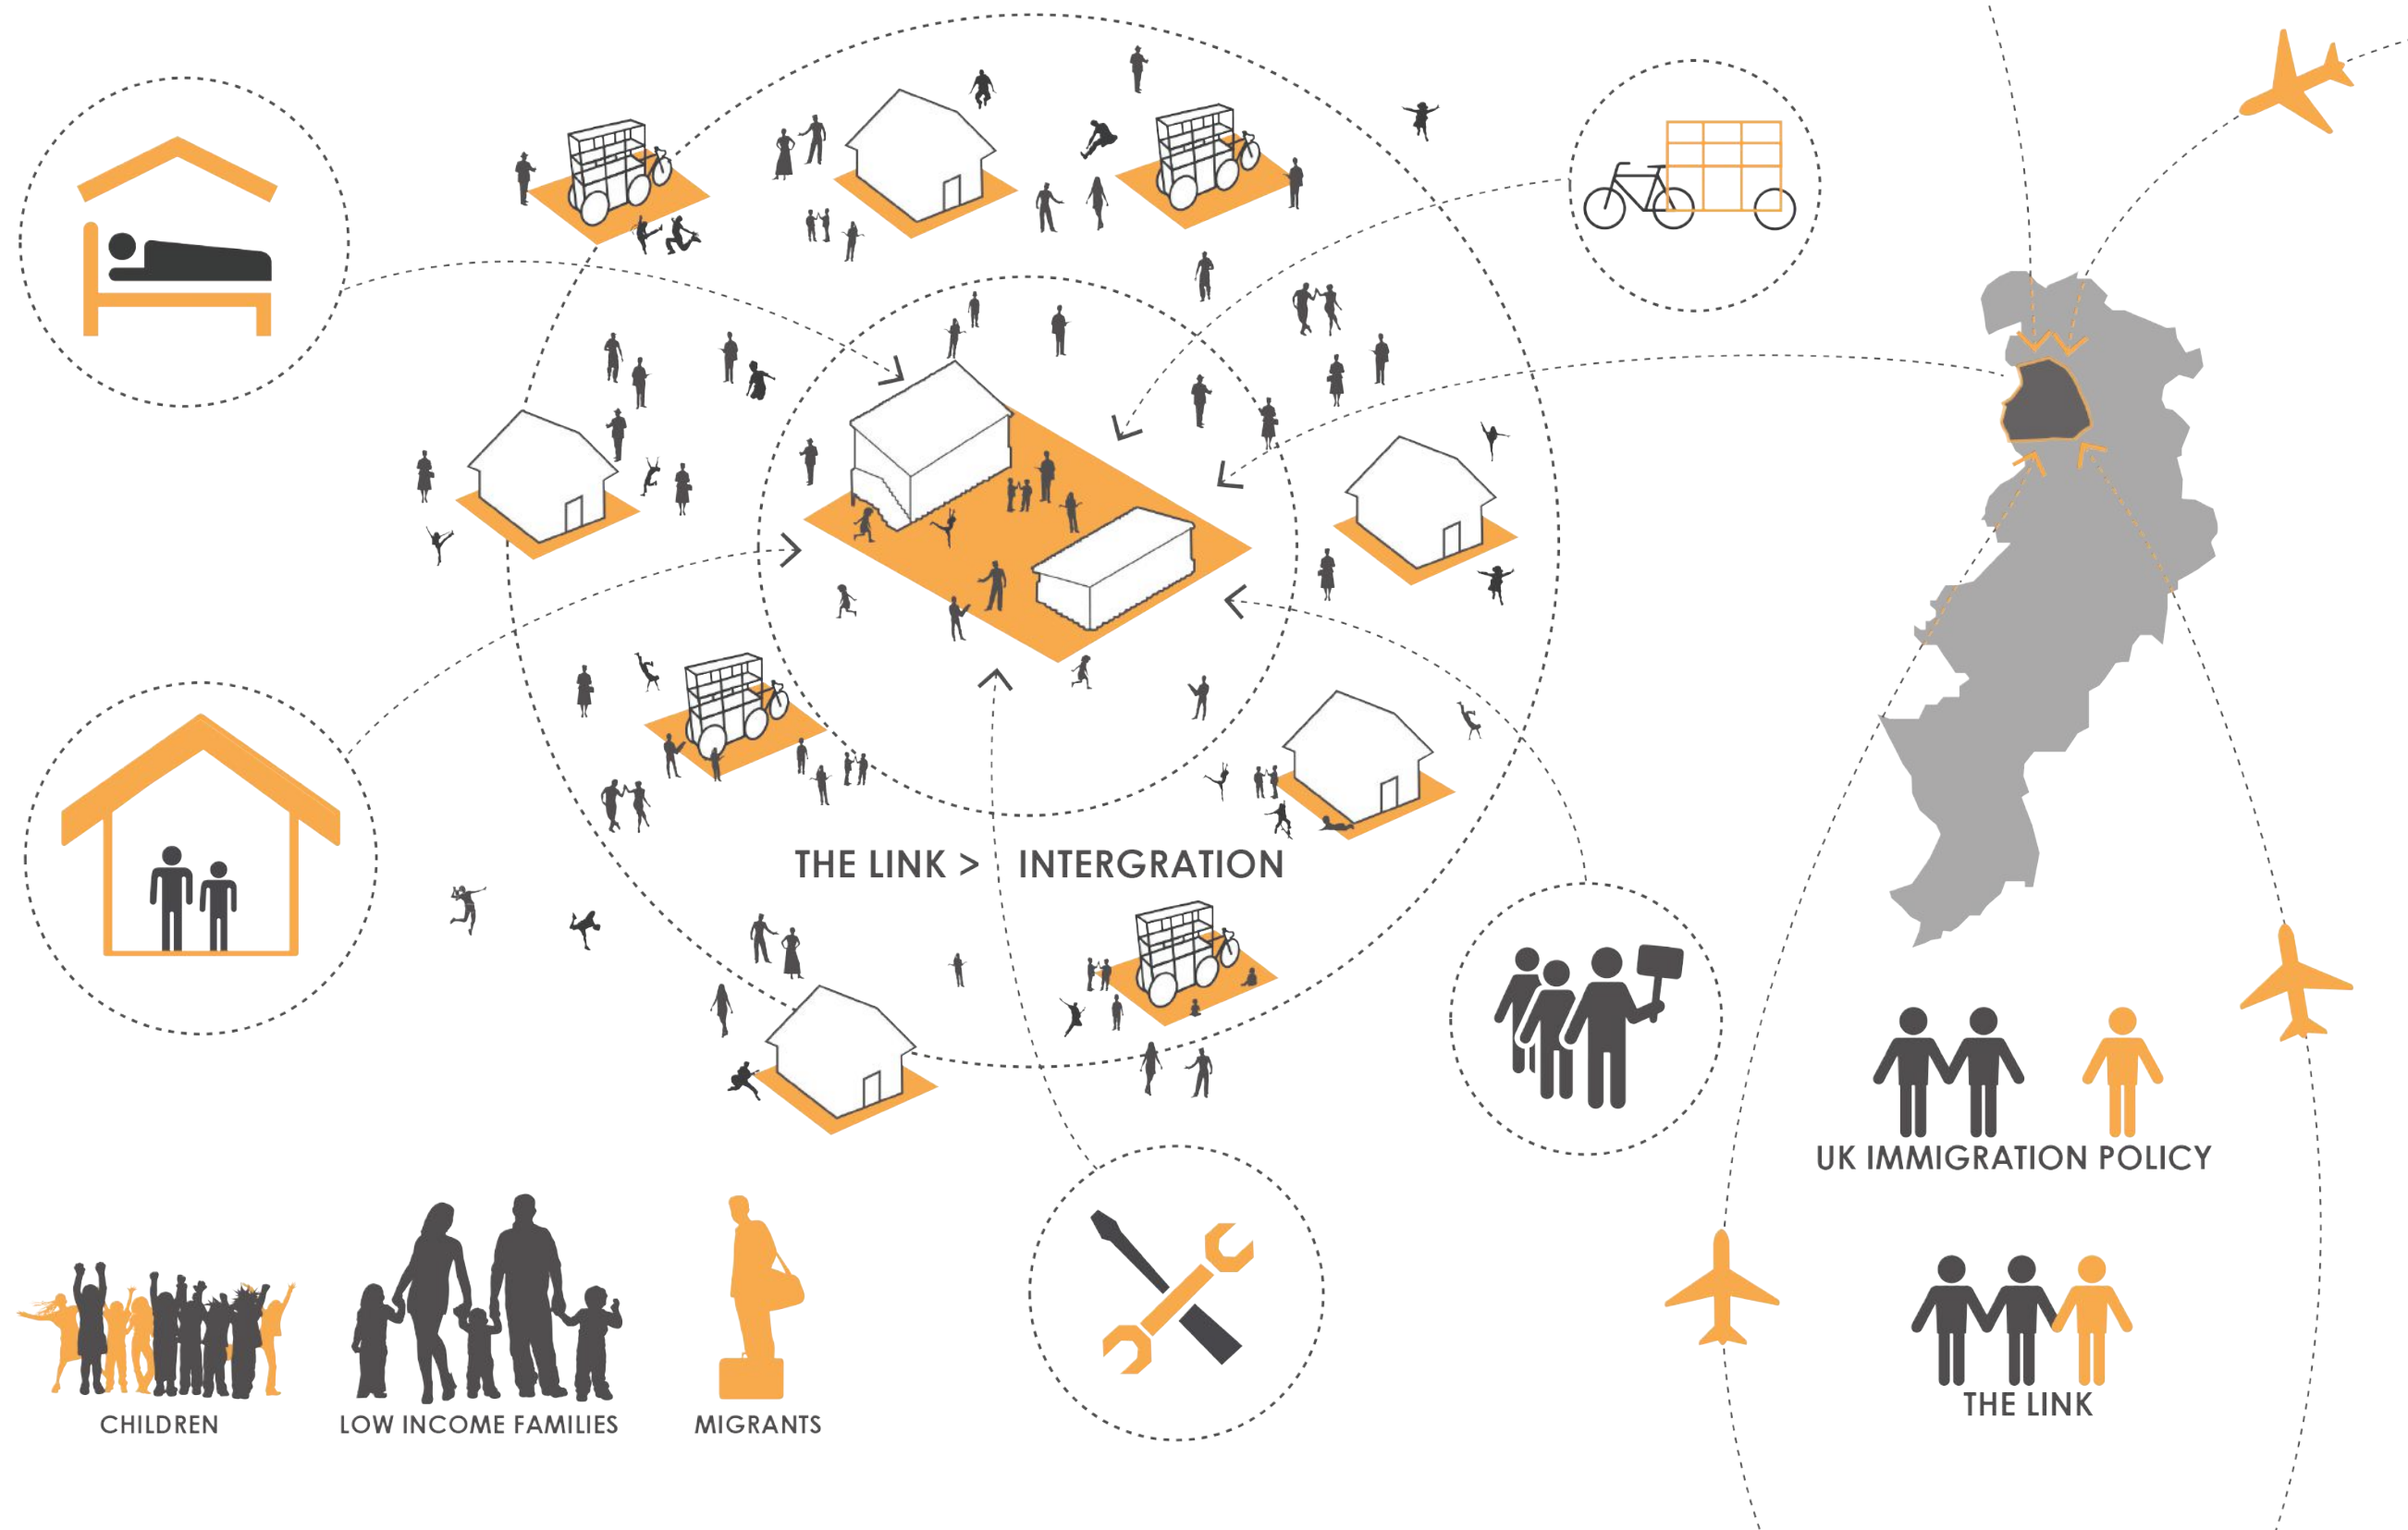 THE LINK > INTERGRATION
UK IMMIGRATION POLICY
THE LINK
CHILDREN
LOW INCOME FAMILIES
MIGRANTS